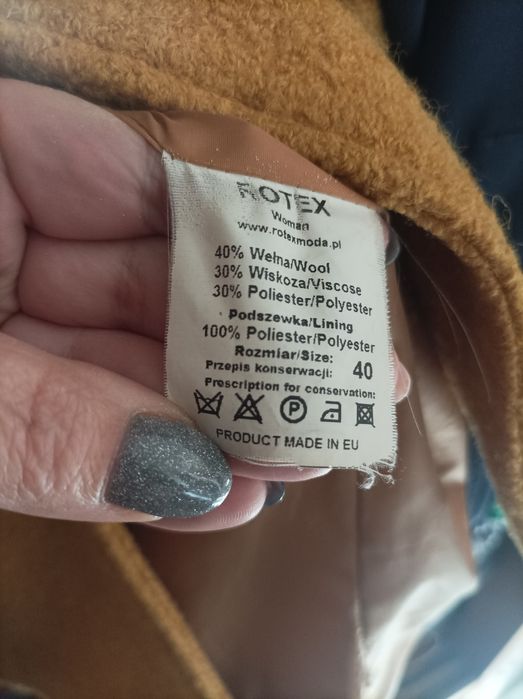 ROTEX
Woman
www.rotexmoda.pl
40% Wełna/Wool
30% Wiskoza/Viscose
30% Poliester/Polyester
Podszewka/Lining
100% Poliester/Polyester
Rozmiar/Size:
Przepis konserwacji: 40
Prescription for conservation:
P
PRODUCT MADE IN EU